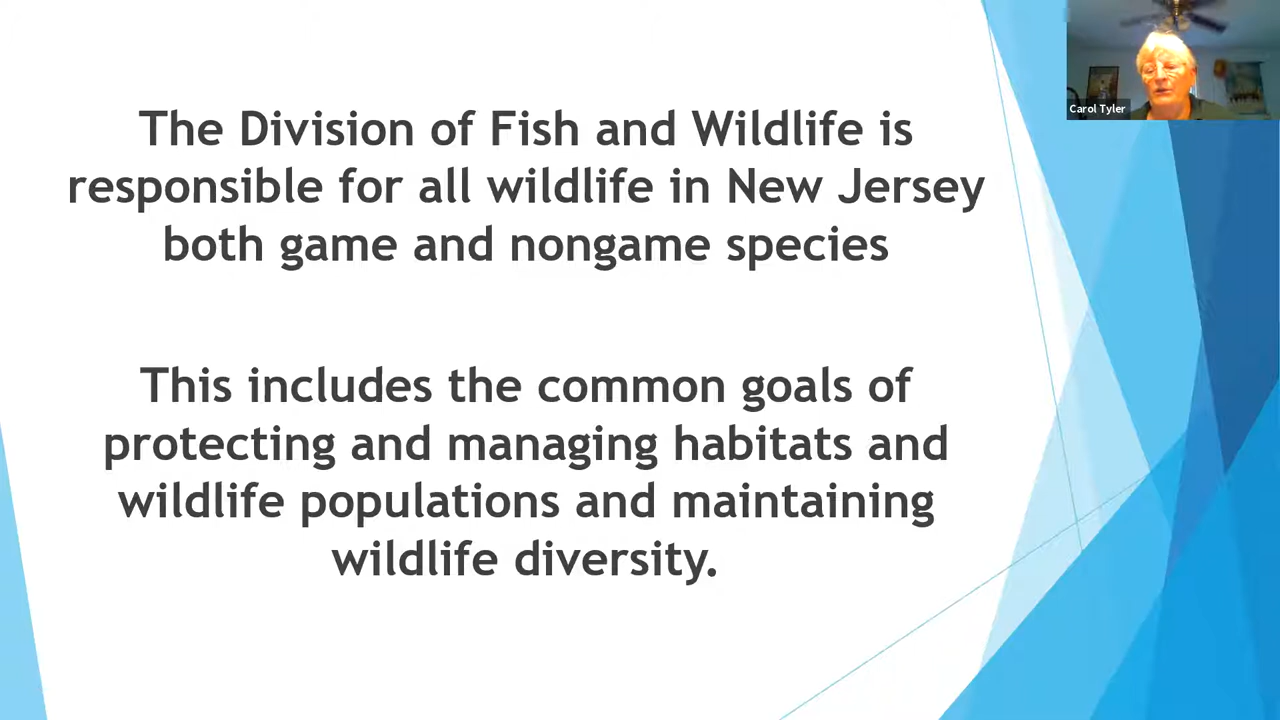 The Division of Fish and Wildlife is
responsible for all wildlife in New Jersey
both game and nongame species
This includes the common goals of
protecting and managing habitats and
wildlife populations and maintaining
wildlife diversity.
Carol Tyler